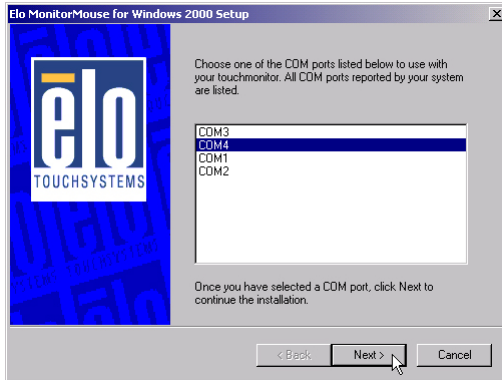 Elo MonitorMouse for Windows 2000 Setup
Choose one of the COM ports listed below to use with
your touchmonitor. All COM ports reported by your system
are listed.
elo
TOUCHSYSTEMS
COM3
COM4
COM1
COM2
Once you have selected a COM port, click Next to
continue the installation.
< Back
Next >
Cancel